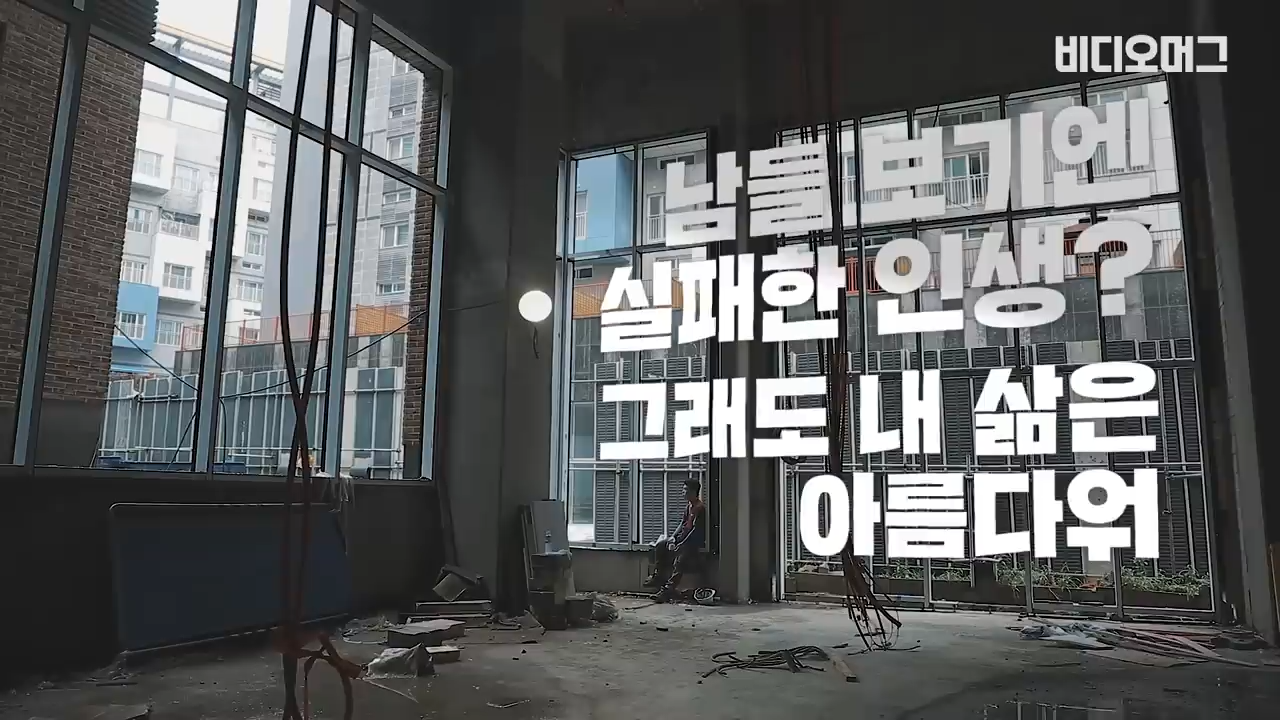 비디오머그
남들 보기엔
실패한 인생?
그래도 내 삶은
아름다워